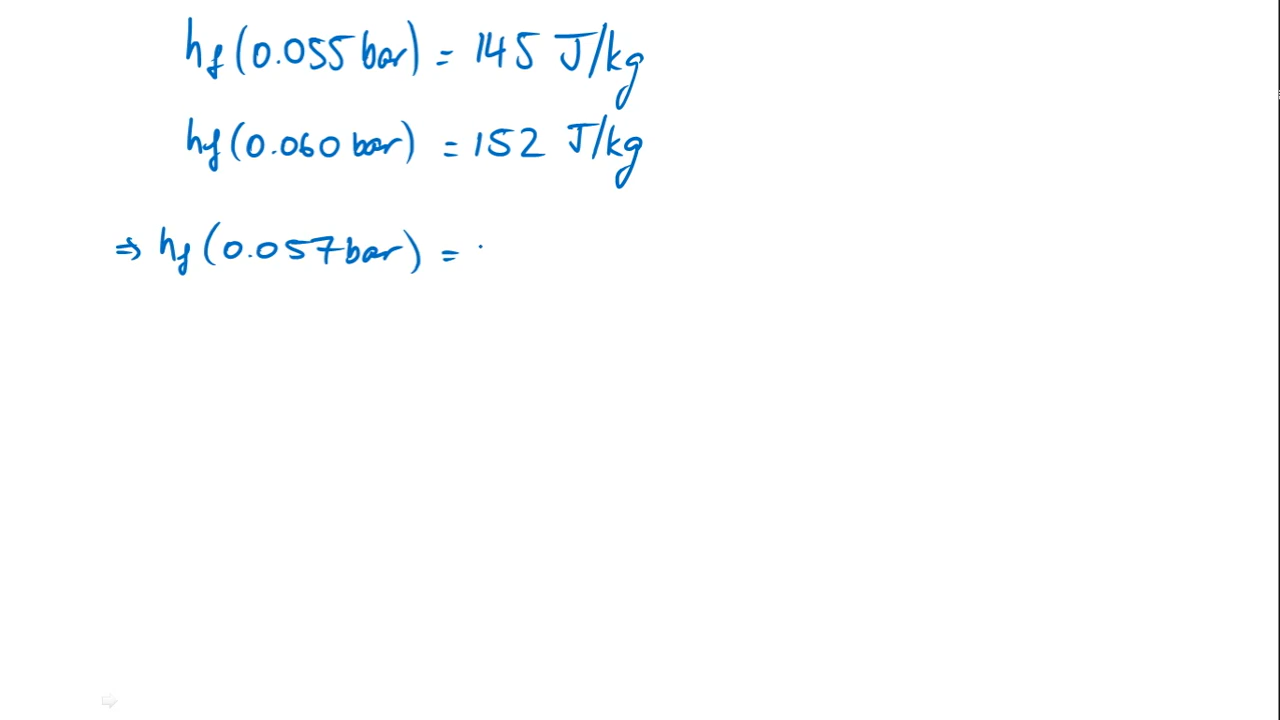 hf (0.055 bar) = 145 J/kg
hf (0.060 bar) = 152 J/kg
⇒ hf (0.057 bar) =